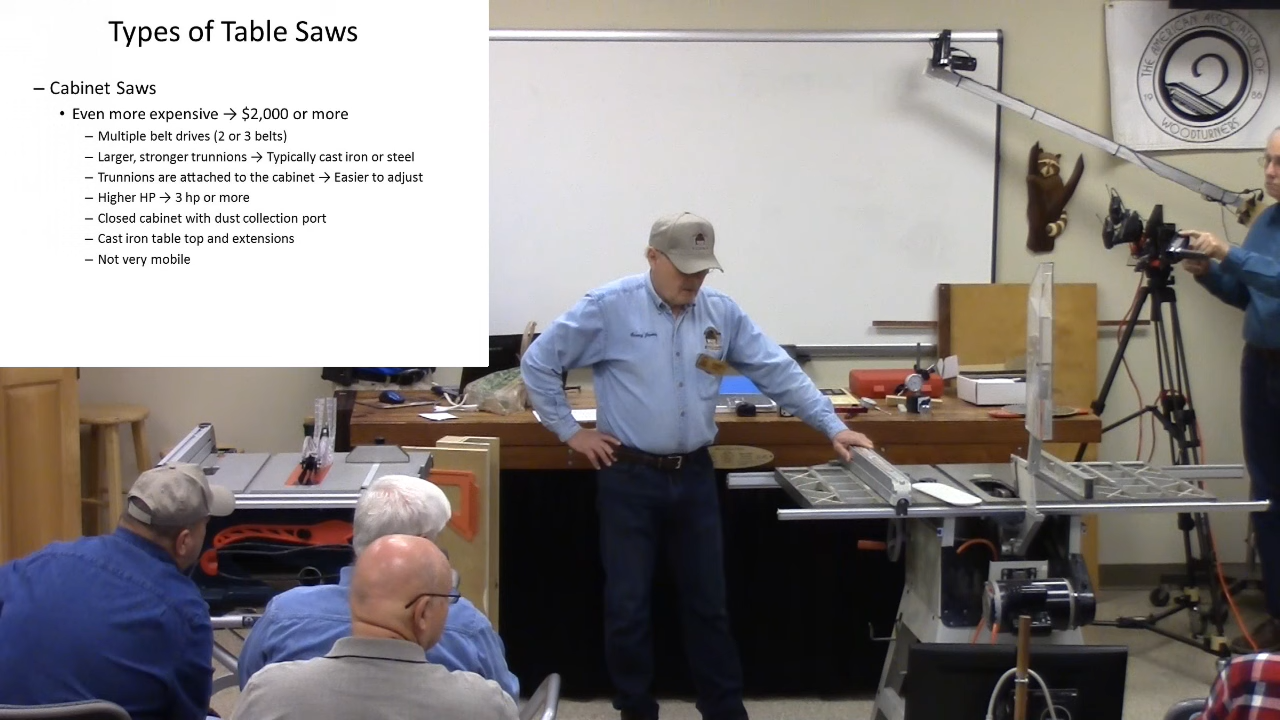 Types of Table Saws
– Cabinet Saws
• Even more expensive → $2,000 or more
– Multiple belt drives (2 or 3 belts)
– Larger, stronger trunnions → Typically cast iron or steel
– Trunnions are attached to the cabinet → Easier to adjust
– Higher HP → 3 hp or more
– Closed cabinet with dust collection port
– Cast iron table top and extensions
– Not very mobile
THE AMERICAN ASSOCIATION OF
19 86
WOODTURNERS